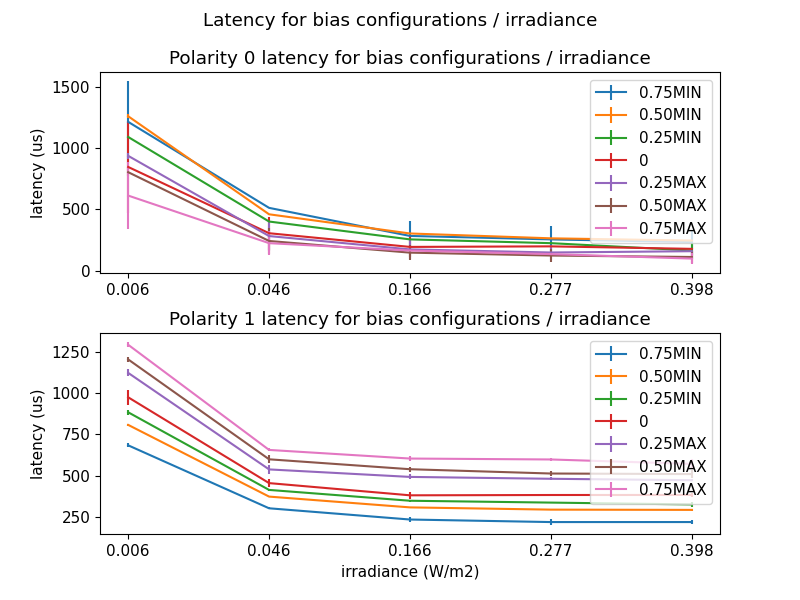 Latency for bias configurations / irradiance
Polarity 0 latency for bias configurations / irradiance
latency (us)
1500
1000
500
0
0.006
0.046
0.166
0.277
0.398
0.75MIN
0.50MIN
0.25MIN
0
0.25MAX
0.50MAX
0.75MAX
Polarity 1 latency for bias configurations / irradiance
latency (us)
1250
1000
750
500
250
0.006
0.046
0.166
0.277
0.398
0.75MIN
0.50MIN
0.25MIN
0
0.25MAX
0.50MAX
0.75MAX
irradiance (W/m2)